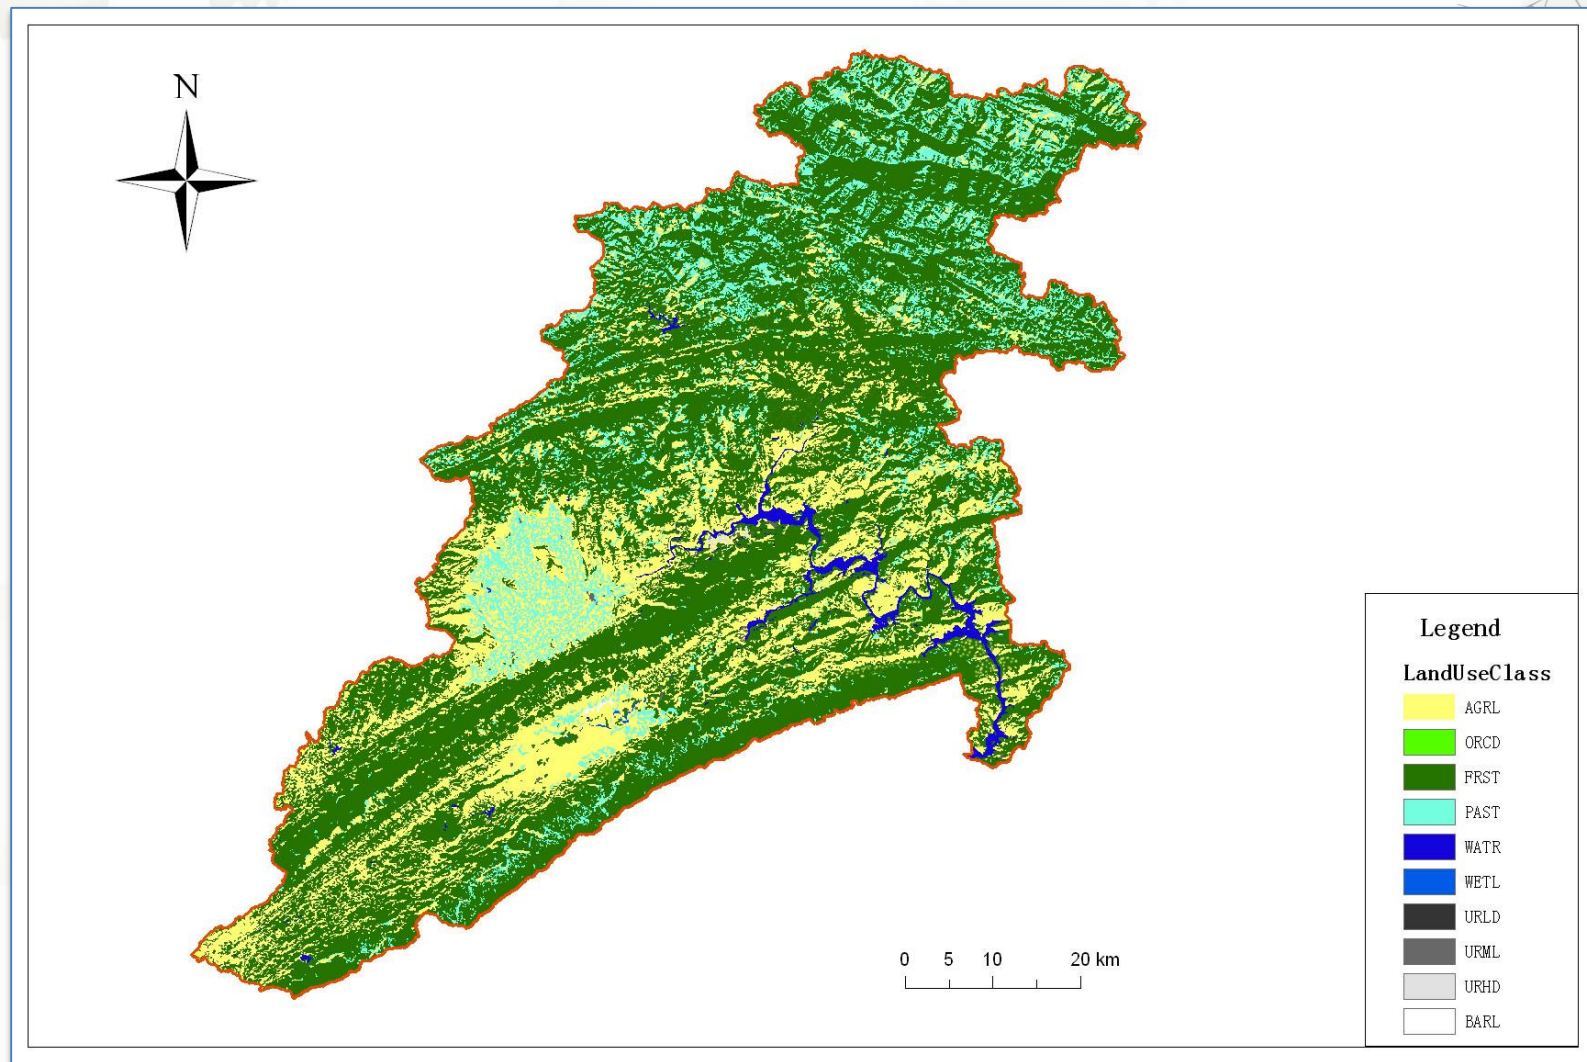 N
Legend
LandUseClass
AGRL
ORCD
FRST
PAST
WATR
WETL
URLD
URML
URHD
BARL
0 5 10 20 km